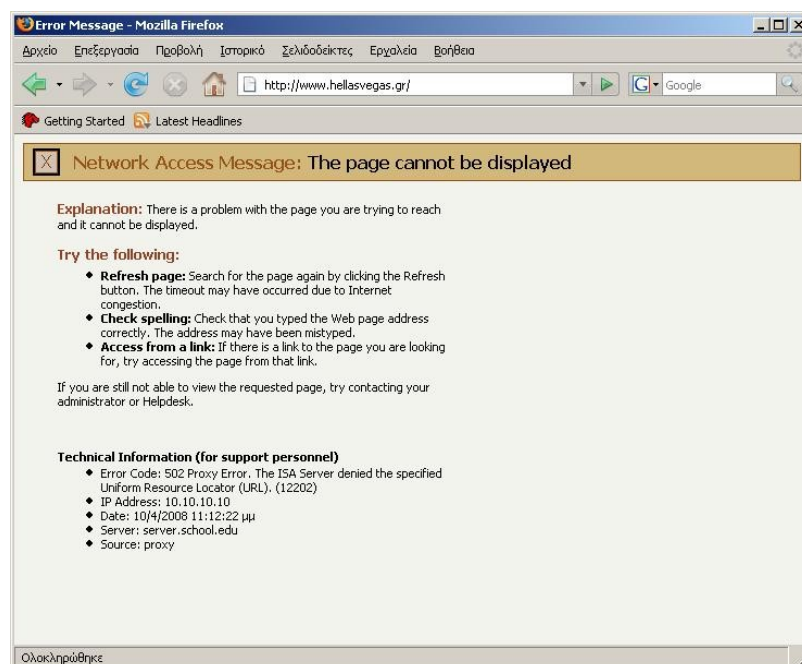 Error Message - Mozilla Firefox
Αρχείο Επεξεργασία Προβολή Ιστορικό Σελιδοδείκτες Εργαλεία Βοήθεια
http://www.hellasvegas.gr/ G Google
Getting Started Latest Headlines
X Network Access Message: The page cannot be displayed
Explanation: There is a problem with the page you are trying to reach
and it cannot be displayed.
Try the following:
• Refresh page: Search for the page again by clicking the Refresh
button. The timeout may have occurred due to Internet
congestion.
• Check spelling: Check that you typed the Web page address
correctly. The address may have been mistyped.
• Access from a link: If there is a link to the page you are looking
for, try accessing the page from that link.
If you are still not able to view the requested page, try contacting your
administrator or Helpdesk.
Technical Information (for support personnel)
• Error Code: 502 Proxy Error. The ISA Server denied the specified
Uniform Resource Locator (URL). (12202)
• IP Address: 10.10.10.10
• Date: 10/4/2008 11:12:22 μμ
• Server: server.school.edu
• Source: proxy
Ολοκληρώθηκε